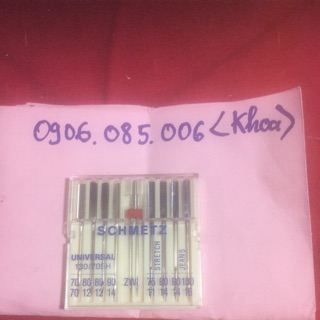 0906.085.006 <Khoa>
SCHMETZ
UNIVERSAL
130/705H
STRETCH
JEANS
70 80 80 90 ZWI 75 90 90 100
70 12 12 14 11 14 14 16